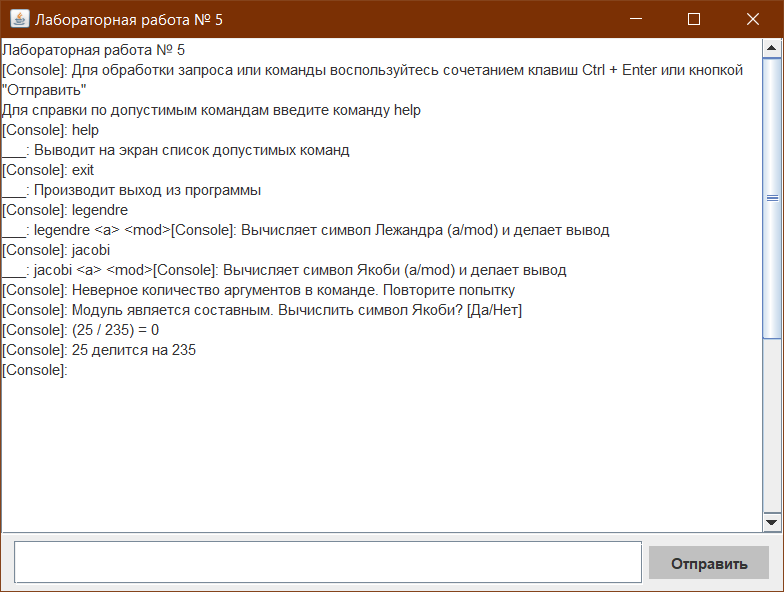 Лабораторная работа № 5
Лабораторная работа № 5
[Console]: Для обработки запроса или команды воспользуйтесь сочетанием клавиш Ctrl + Enter или кнопкой
"Отправить"
Для справки по допустимым командам введите команду help
[Console]: help
___: Выводит на экран список допустимых команд
[Console]: exit
___: Производит выход из программы
[Console]: legendre
___: legendre <a> <mod>[Console]: Вычисляет символ Лежандра (a/mod) и делает вывод
[Console]: jacobi
___: jacobi <a> <mod>[Console]: Вычисляет символ Якоби (a/mod) и делает вывод
[Console]: Неверное количество аргументов в команде. Повторите попытку
[Console]: Модуль является составным. Вычислить символ Якоби? [Да/Нет]
[Console]: (25 / 235) = 0
[Console]: 25 делится на 235
[Console]:
Отправить